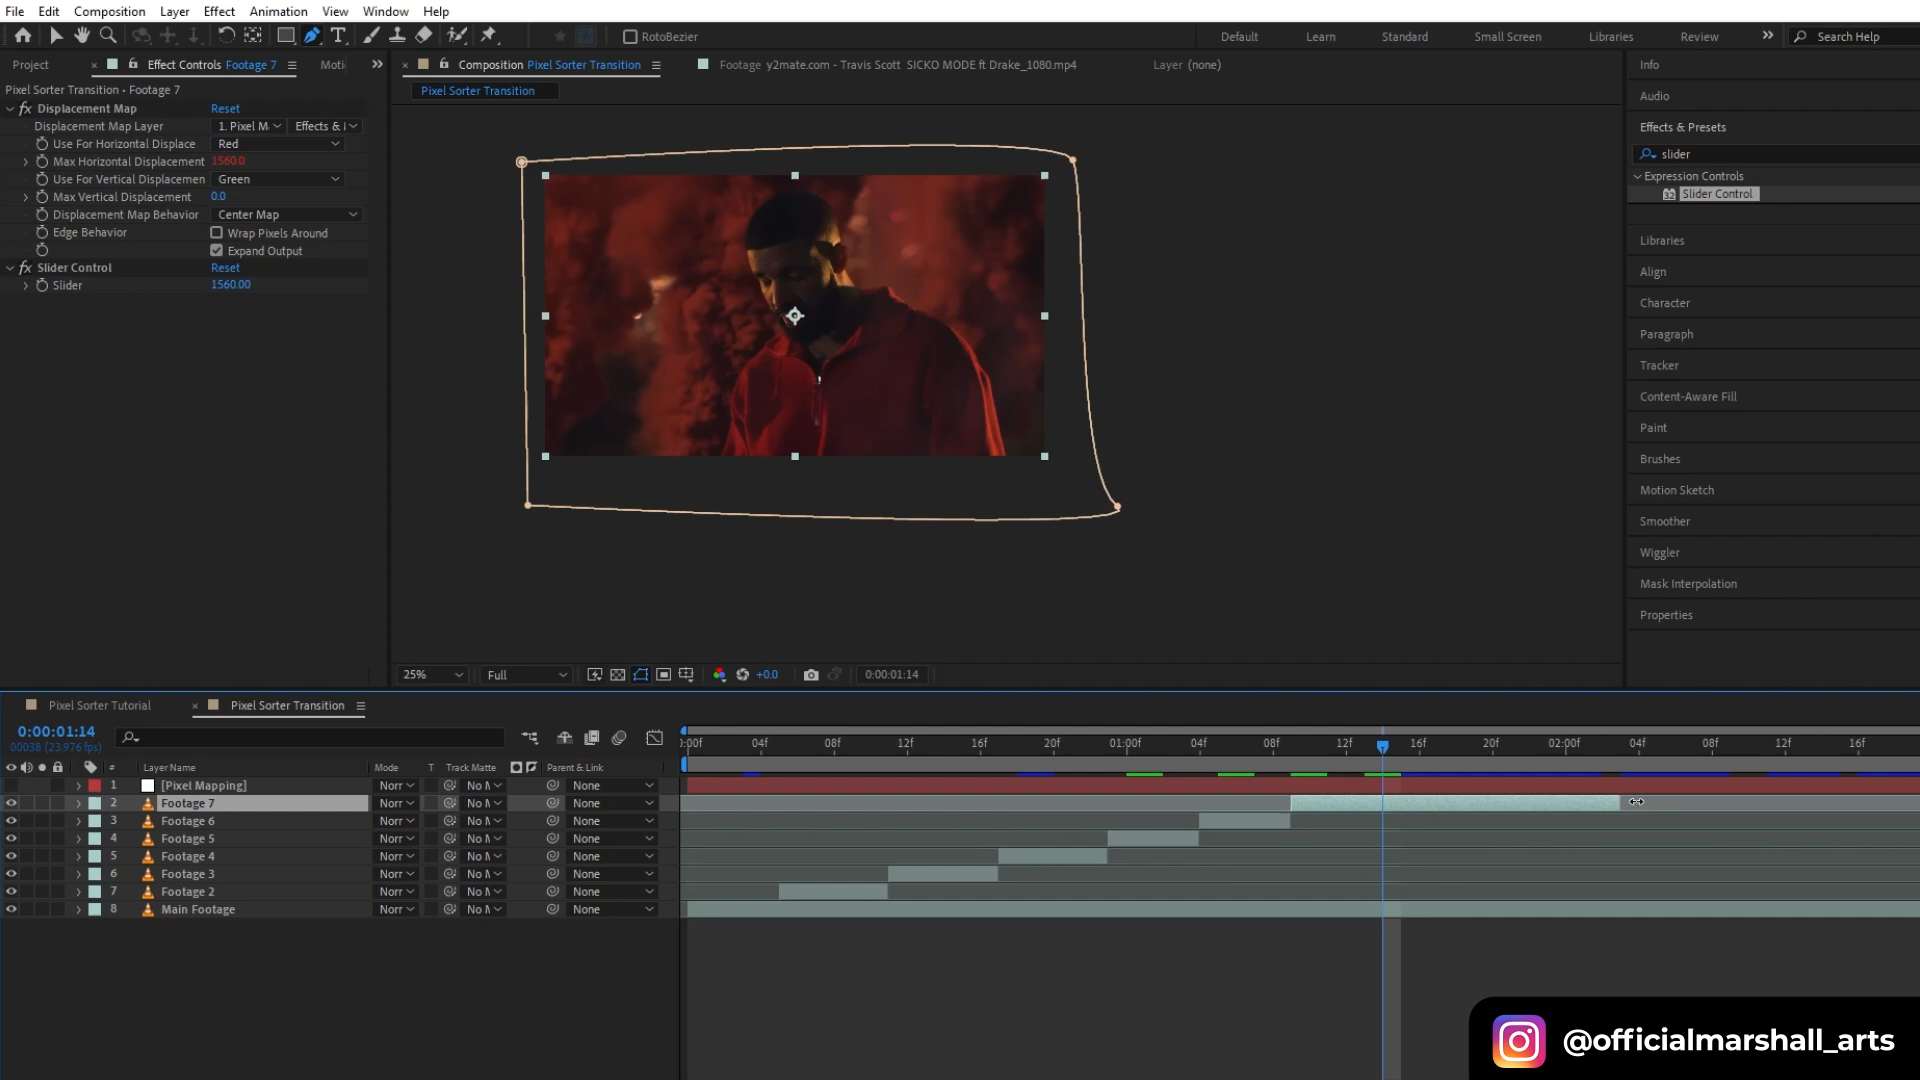 File Edit Composition Layer Effect Animation View Window Help
RotoBezier Default Learn Standard Small Screen Libraries Review Search Help
Project Effect Controls Footage 7 Moti
Composition Pixel Sorter Transition Footage y2mate.com - Travis Scott SICKO MODE ft Drake_1080.mp4 Layer (none)
Pixel Sorter Transition
Pixel Sorter Transition • Footage 7
fx Displacement Map Reset
Displacement Map Layer 1. Pixel M Effects &
Use For Horizontal Displace Red
Max Horizontal Displacement 1560.0
Use For Vertical Displacemen Green
Max Vertical Displacement 0.0
Displacement Map Behavior Center Map
Edge Behavior Wrap Pixels Around
Expand Output
fx Slider Control Reset
Slider 1560.00
Info
Audio
Effects & Presets
slider
Expression Controls
32 Slider Control
Libraries
Align
Character
Paragraph
Tracker
Content-Aware Fill
Paint
Brushes
Motion Sketch
Smoother
Wiggler
Mask Interpolation
Properties
25% Full +0.0 0:00:01:14
Pixel Sorter Tutorial Pixel Sorter Transition
0:00:01:14
00038 (23.976 fps)
:00f 04f 08f 12f 16f 20f 01:00f 04f 08f 12f 16f 20f 02:00f 04f 08f 12f 16f
# Layer Name Mode T Track Matte Parent & Link
1 [Pixel Mapping] Norr No M None
2 Footage 7 Norr No M None
3 Footage 6 Norr No M None
4 Footage 5 Norr No M None
5 Footage 4 Norr No M None
6 Footage 3 Norr No M None
7 Footage 2 Norr No M None
8 Main Footage Norr No M None
@officialmarshall_arts